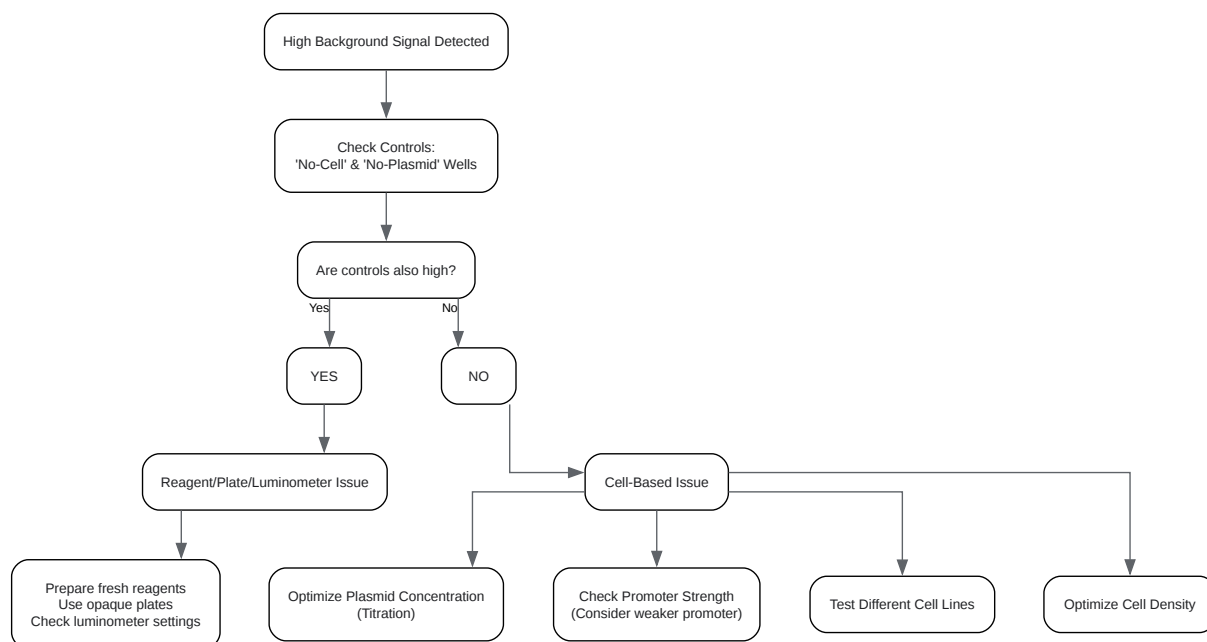 High Background Signal Detected
Check Controls:
'No-Cell' & 'No-Plasmid' Wells
Are controls also high?
Yes
No
YES
NO
Reagent/Plate/Luminometer Issue
Cell-Based Issue
Prepare fresh reagents
Use opaque plates
Check luminometer settings
Optimize Plasmid Concentration
(Titration)
Check Promoter Strength
(Consider weaker promoter)
Test Different Cell Lines
Optimize Cell Density